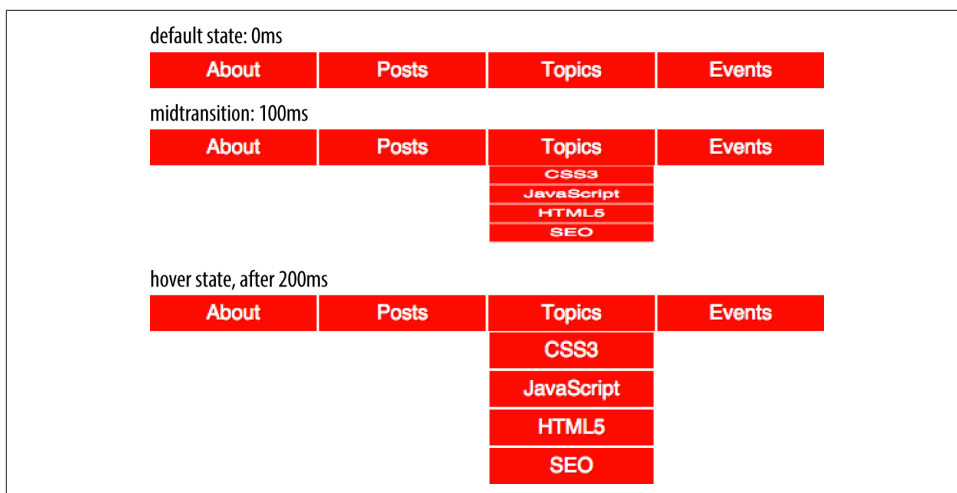 default state: 0ms
About Posts Topics Events
midtransition: 100ms
About Posts Topics Events
CSS3
JavaScript
HTML5
SEO
hover state, after 200ms
About Posts Topics Events
CSS3
JavaScript
HTML5
SEO